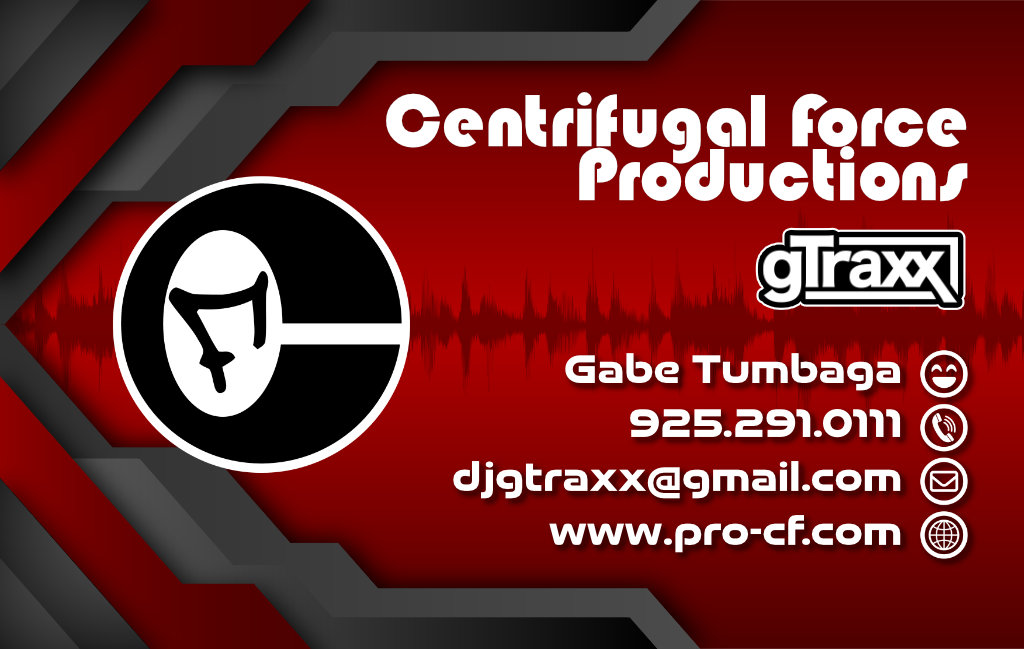 Centrifugal Force
Productions
gTraxx
Gabe Tumbaga
925.291.0111
djgtraxx@gmail.com
www.pro-cf.com